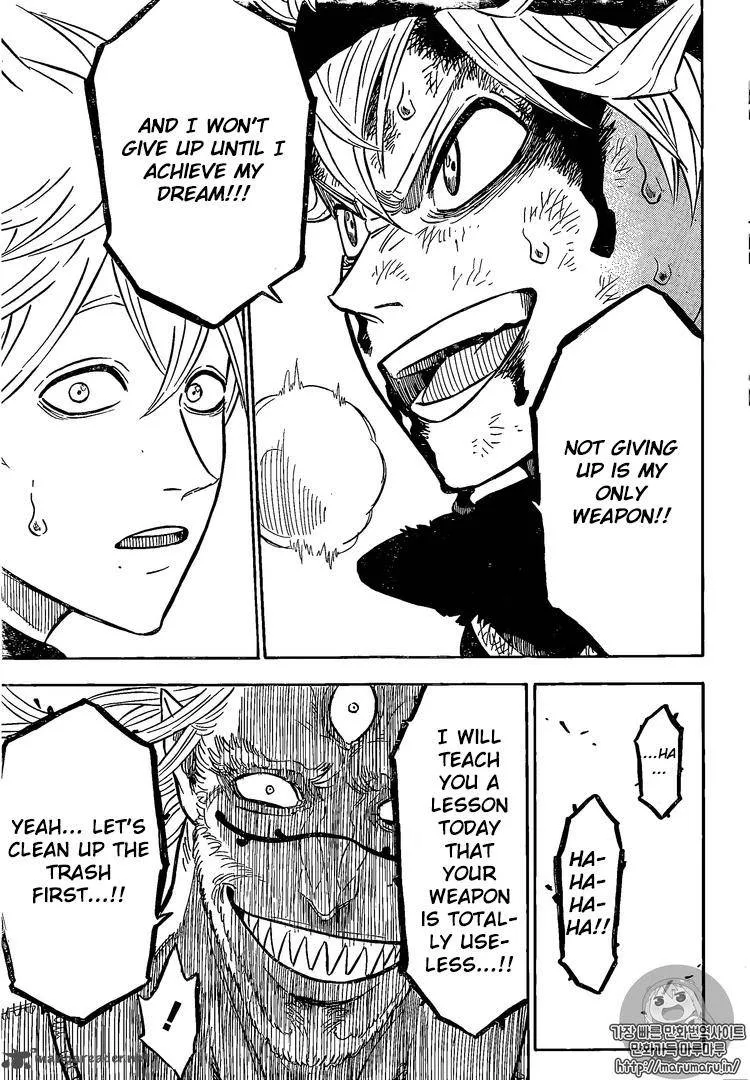 NOT GIVING
UP IS MY
ONLY
WEAPON!!
AND I WON'T
GIVE UP UNTIL I
ACHIEVE MY
DREAM!!!
...HA
...
HA-
HA-
HA-
HA!!
I WILL
TEACH
YOU A
LESSON
TODAY
THAT
YOUR
WEAPON
IS TOTAL-
LY USE-
LESS...!!
YEAH... LET'S
CLEAN UP THE
TRASH
FIRST...!!
!
가장 빠른 만화번역사이트
만화가득 마루마루
http://marumaru.in/
mangareader.net